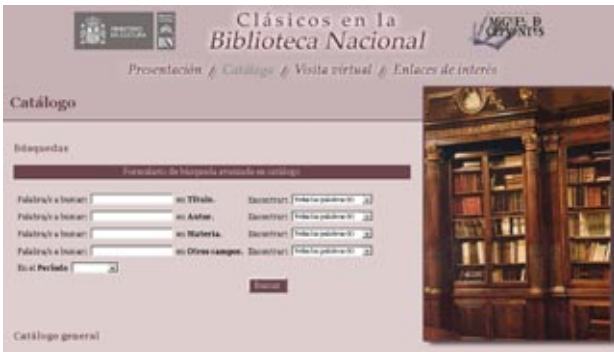 Clásicos en la
Biblioteca Nacional
Presentación Catálogo Visita virtual Enlaces de interés
Catálogo
Búsquedas
Formulario de búsqueda avanzada en catálogo
Palabra/s a buscar: en Título. Encontrar:
Palabra/s a buscar: en Autor. Encontrar:
Palabra/s a buscar: en Materia. Encontrar:
Palabra/s a buscar: en Otros campos. Encontrar:
En el Período
Buscar
Catálogo general